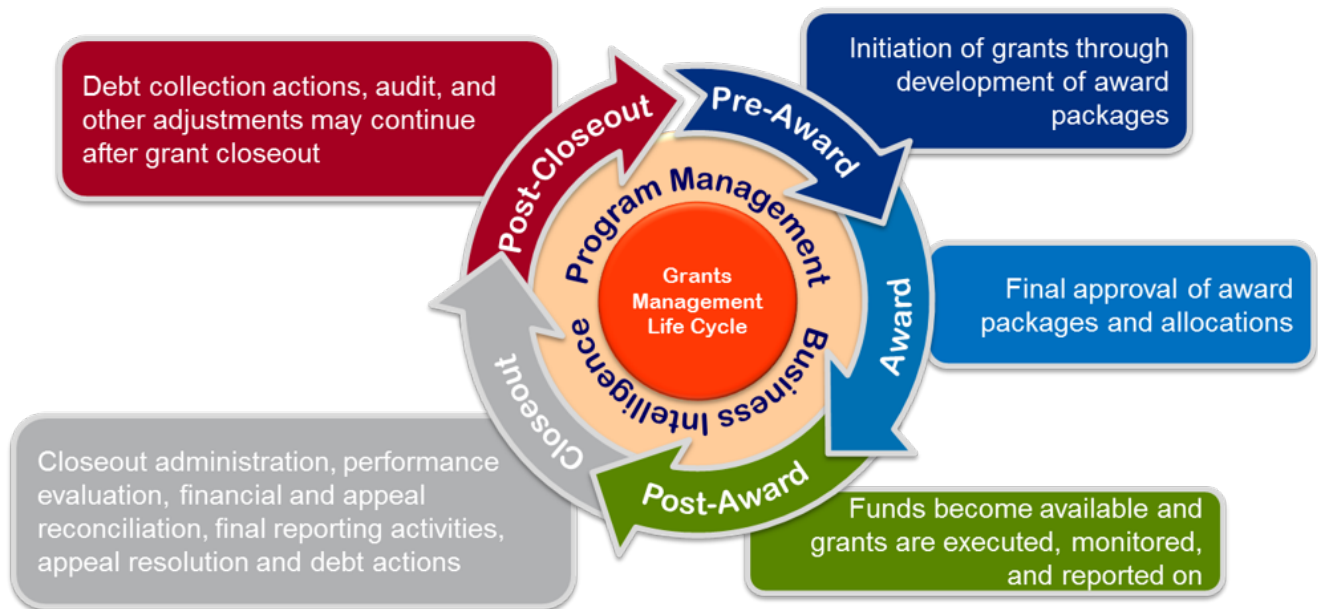 Debt collection actions, audit, and
other adjustments may continue
after grant closeout
Initiation of grants through
development of award
packages
Post-Closeout
Pre-Award
Program Management
Grants
Management
Life Cycle
Business Intelligence
Award
Final approval of award
packages and allocations
Closeout
Post-Award
Closeout administration, performance
evaluation, financial and appeal
reconciliation, final reporting activities,
appeal resolution and debt actions
Funds become available and
grants are executed, monitored,
and reported on